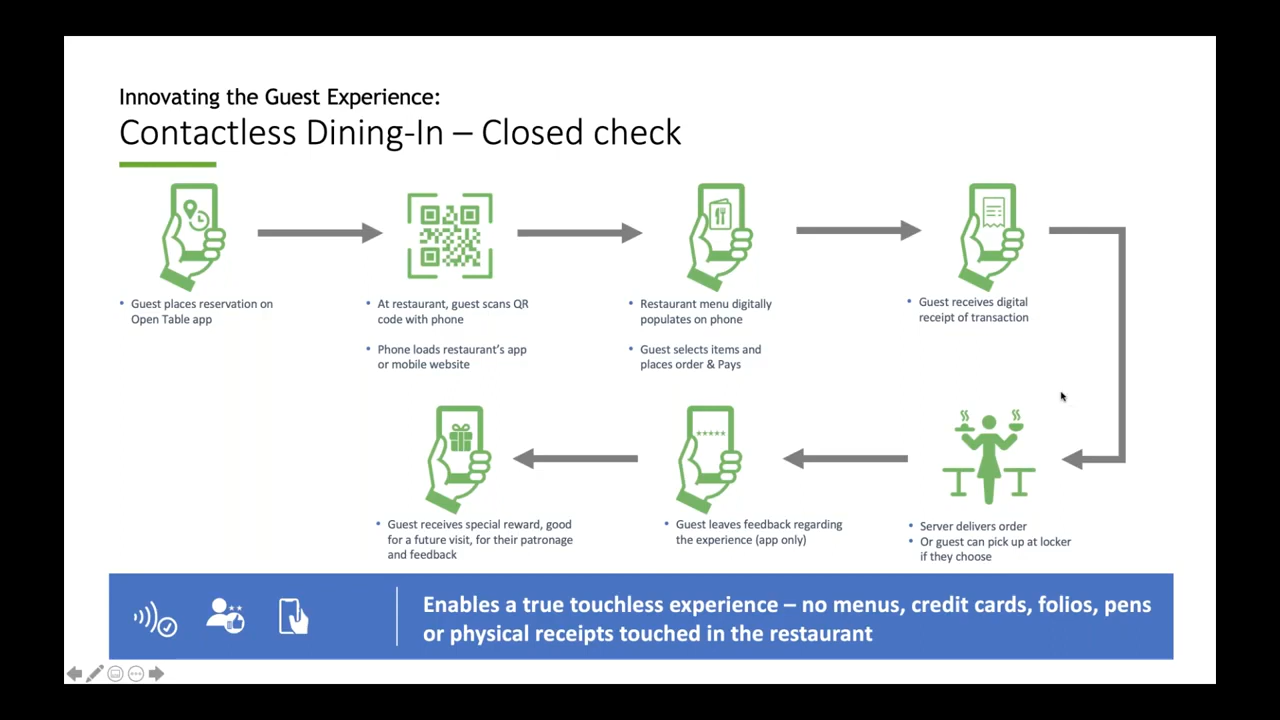 Innovating the Guest Experience:
Contactless Dining-In – Closed check
• Guest places reservation on
Open Table app
• At restaurant, guest scans QR
code with phone
• Phone loads restaurant's app
or mobile website
• Restaurant menu digitally
populates on phone
• Guest selects items and
places order & Pays
• Guest receives digital
receipt of transaction
• Server delivers order
• Or guest can pick up at locker
if they choose
• Guest leaves feedback regarding
the experience (app only)
• Guest receives special reward, good
for a future visit, for their patronage
and feedback
Enables a true touchless experience – no menus, credit cards, folios, pens
or physical receipts touched in the restaurant